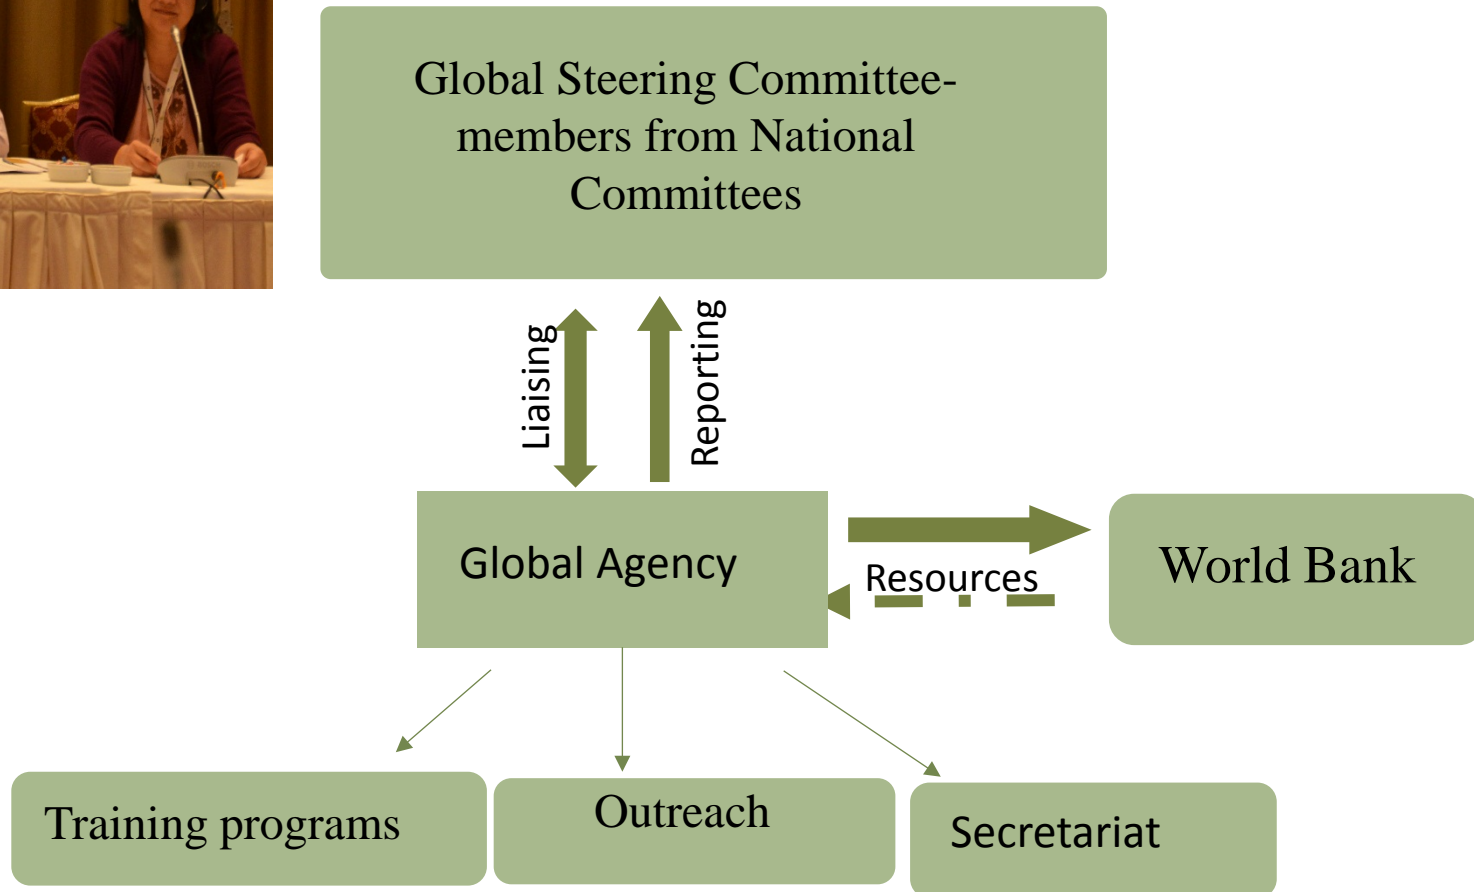 Global Steering Committee-
members from National
Committees
Liaising
Reporting
Global Agency
Resources
World Bank
Training programs
Outreach
Secretariat